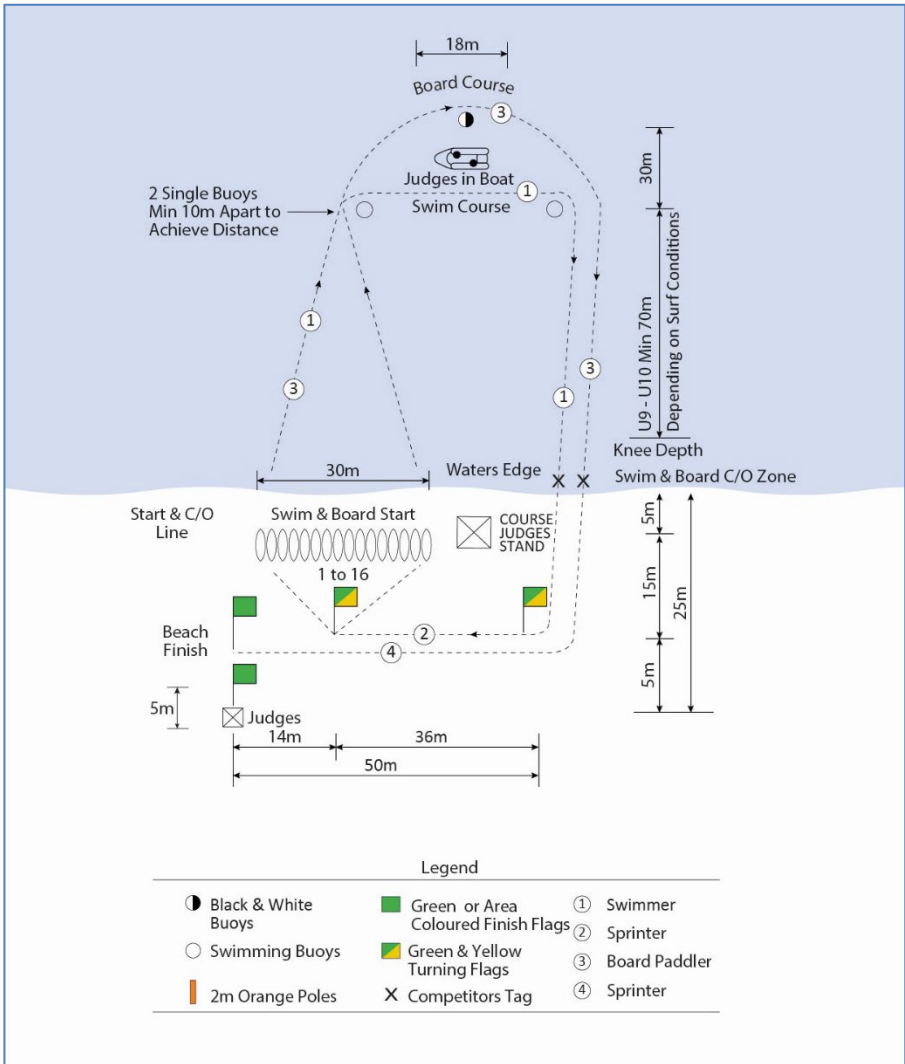 18m
Board Course
3
30m
Judges in Boat
1
2 Single Buoys
Min 10m Apart to
Achieve Distance
Swim Course
U9 - U10 Min 70m
Depending on Surf Conditions
1
3
3
1
Knee Depth
30m
Waters Edge
Swim & Board C/O Zone
Start & C/O
Line
Swim & Board Start
COURSE
JUDGES
STAND
5m
1 to 16
15m
25m
Beach
Finish
2
4
5m
5m
Judges
14m
36m
50m
Legend
Black & White
Buoys
Green or Area
Coloured Finish Flags
1 Swimmer
2 Sprinter
Swimming Buoys
Green & Yellow
Turning Flags
3 Board Paddler
2m Orange Poles
X Competitors Tag
4 Sprinter